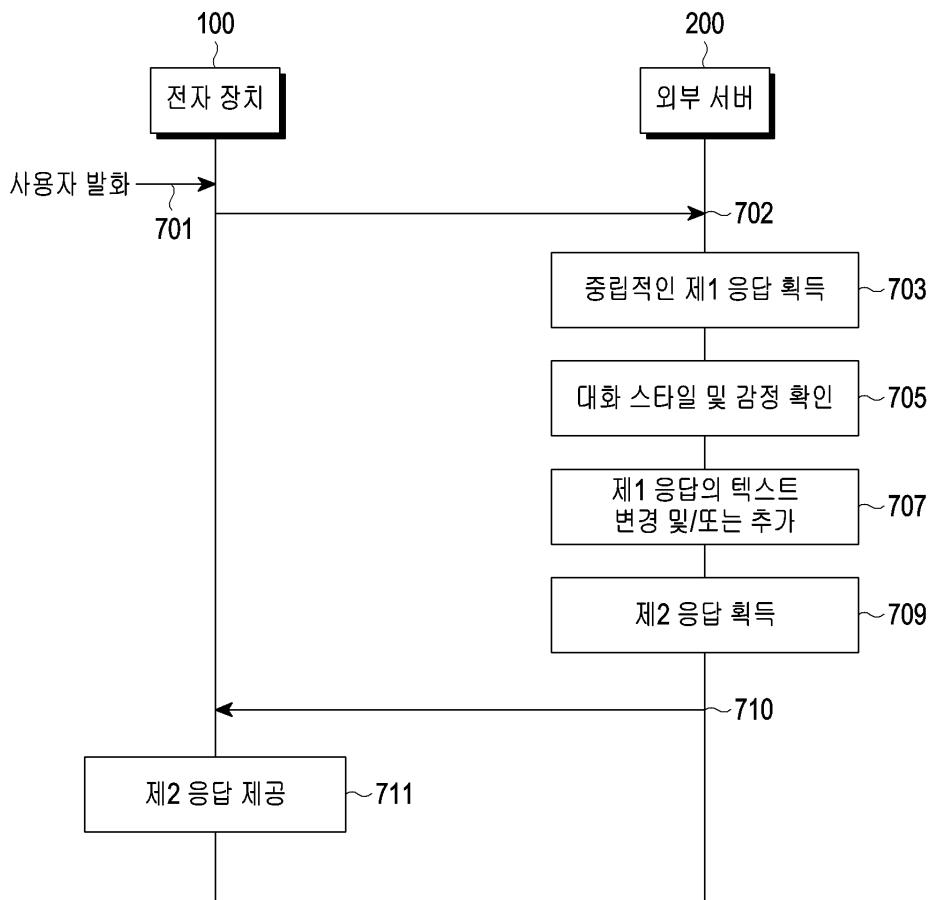 100
200
전자 장치
외부 서버
사용자 발화
701
702
중립적인 제1 응답 획득
703
대화 스타일 및 감정 확인
705
제1 응답의 텍스트
변경 및/또는 추가
707
제2 응답 획득
709
710
제2 응답 제공
711